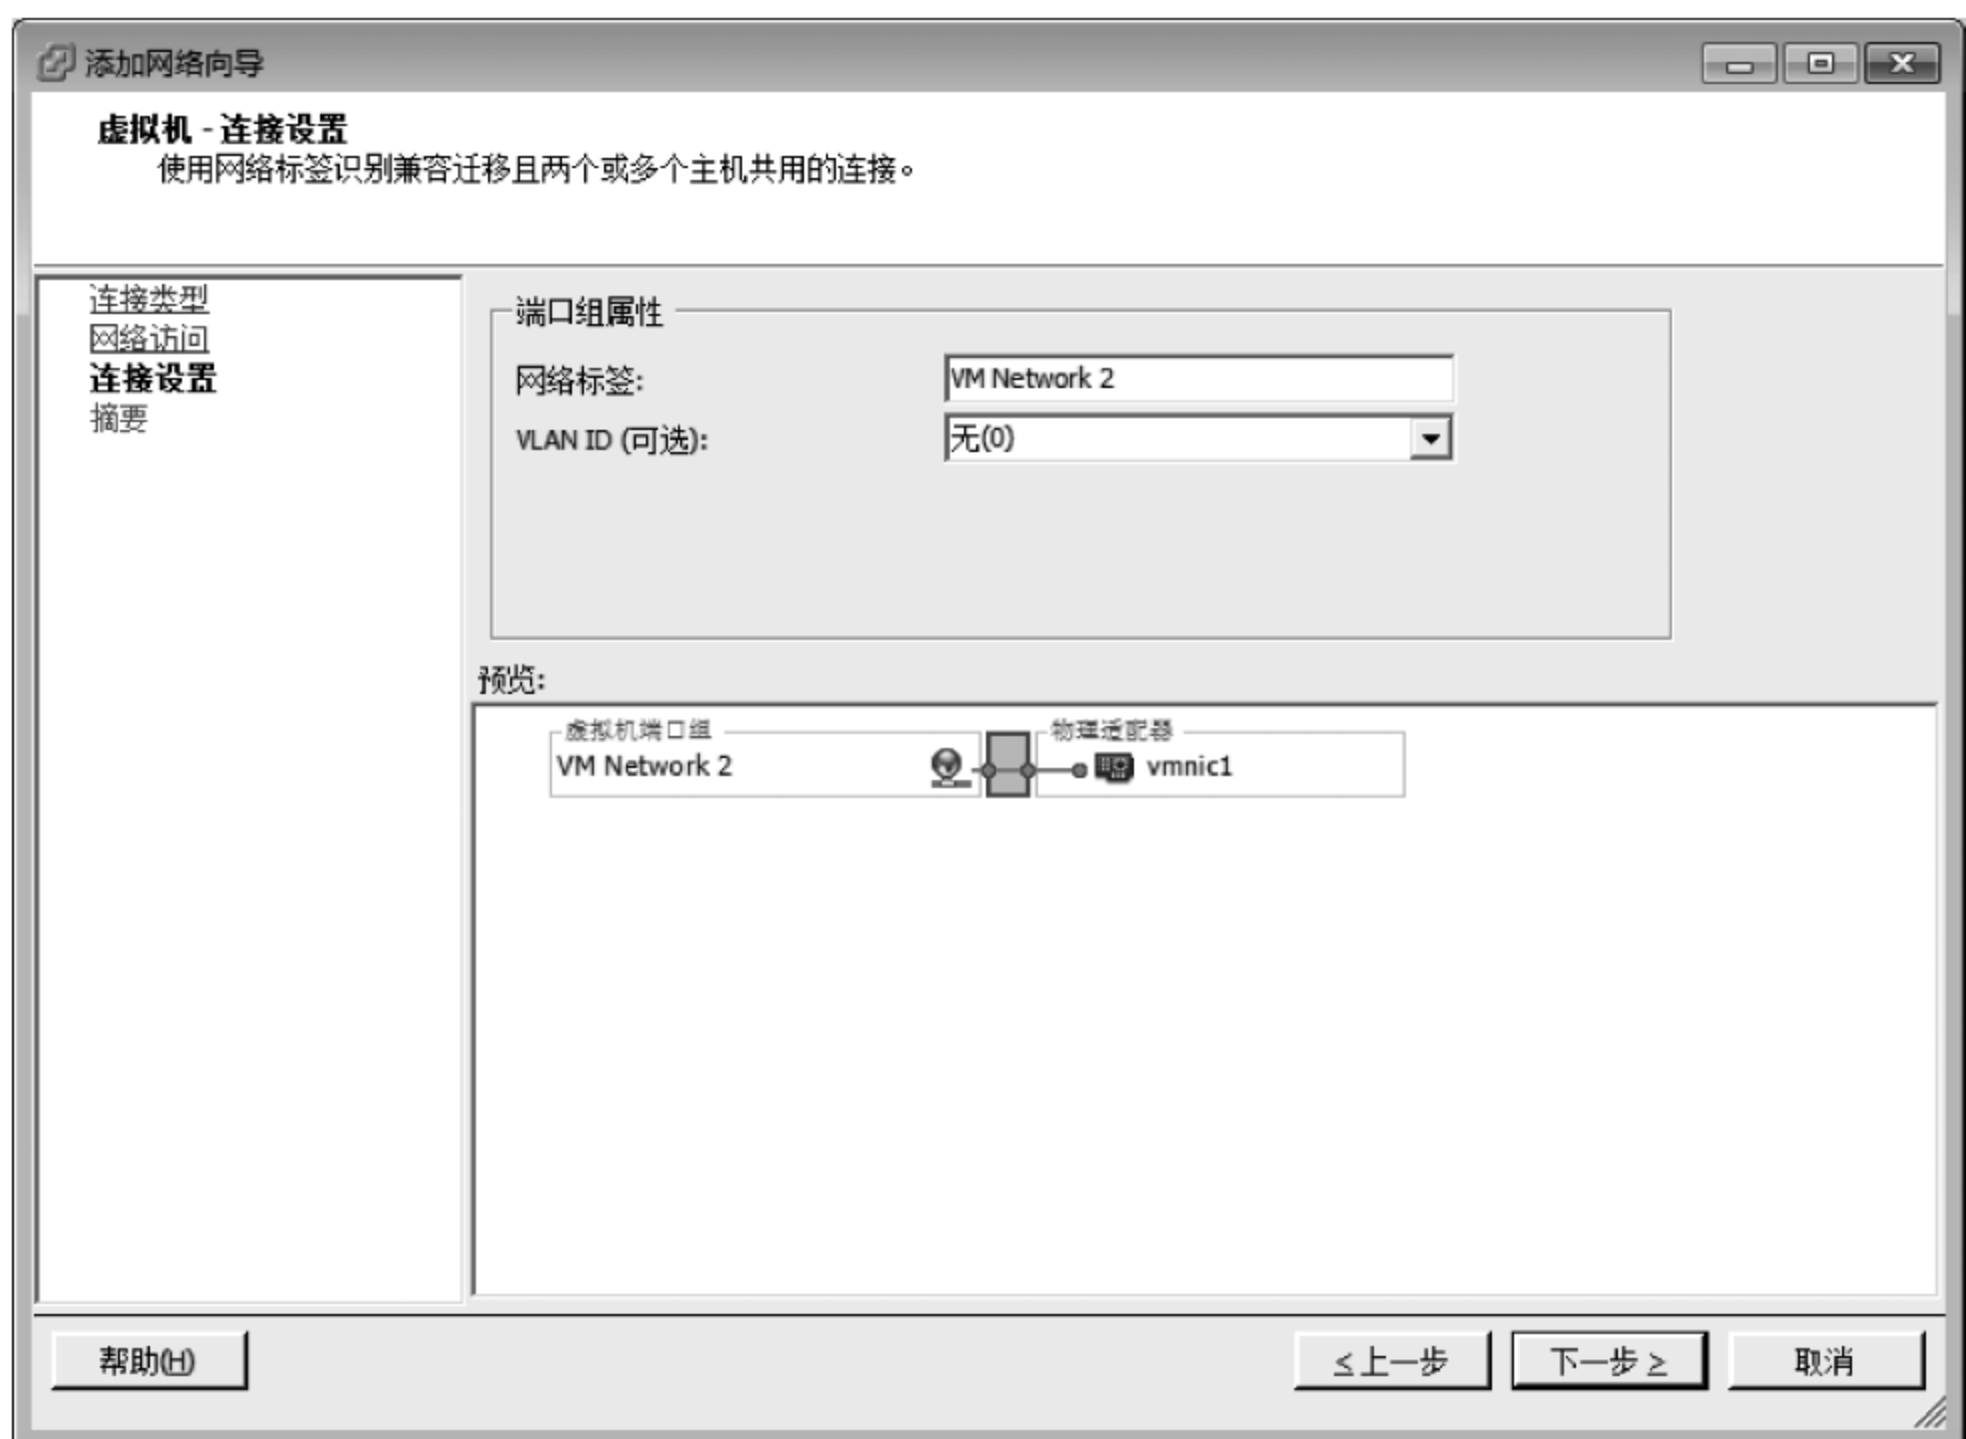 添加网络向导
虚拟机 - 连接设置
使用网络标签识别兼容迁移且两个或多个主机共用的连接。
连接类型
网络访问
连接设置
摘要
端口组属性
网络标签:
VM Network 2
VLAN ID (可选):
无(0)
预览:
虚拟机端口组
VM Network 2
物理适配器
vmnic1
帮助(H)
≤上一步
下一步≥
取消